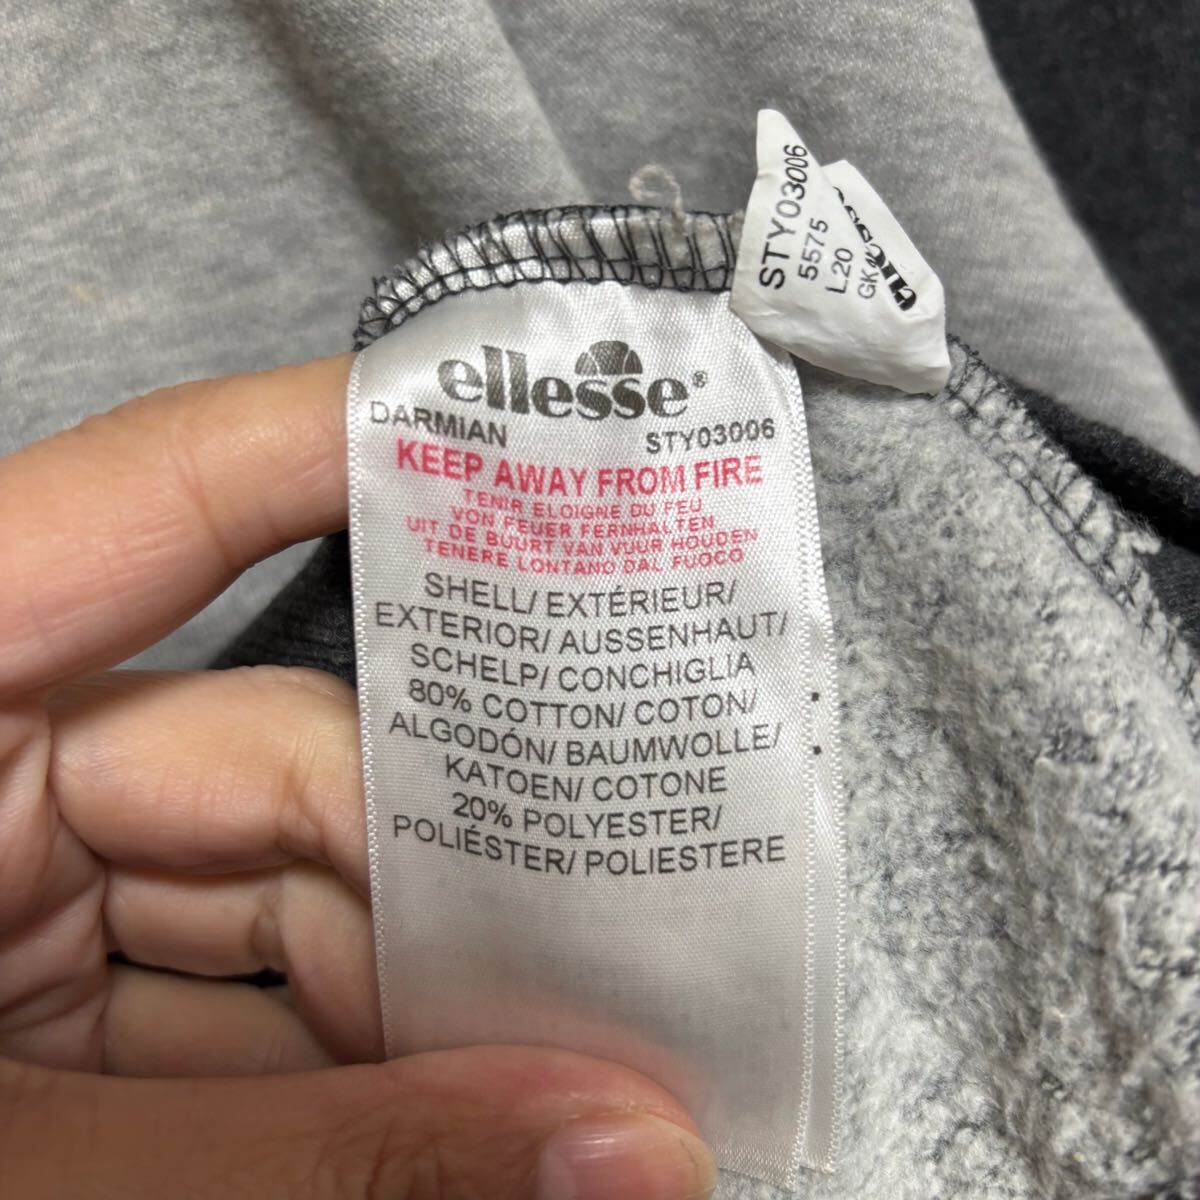 STY03006
5575
L20
GK
ellesse®
DARMIAN
STY03006
KEEP AWAY FROM FIRE
TENIR ELOIGNE DU FEU
VON FEUER FERNHALTEN
UIT DE BUURT VAN VUUR HOUDEN
TENERE LONTANO DAL FUOCO
SHELL/ EXTÉRIEUR/
EXTERIOR/ AUSSENHAUT/
SCHELP/ CONCHIGLIA
80% COTTON/ COTON/
ALGODÓN/ BAUMWOLLE/
KATOEN/ COTONE
20% POLYESTER/
POLIÉSTER/ POLIESTERE